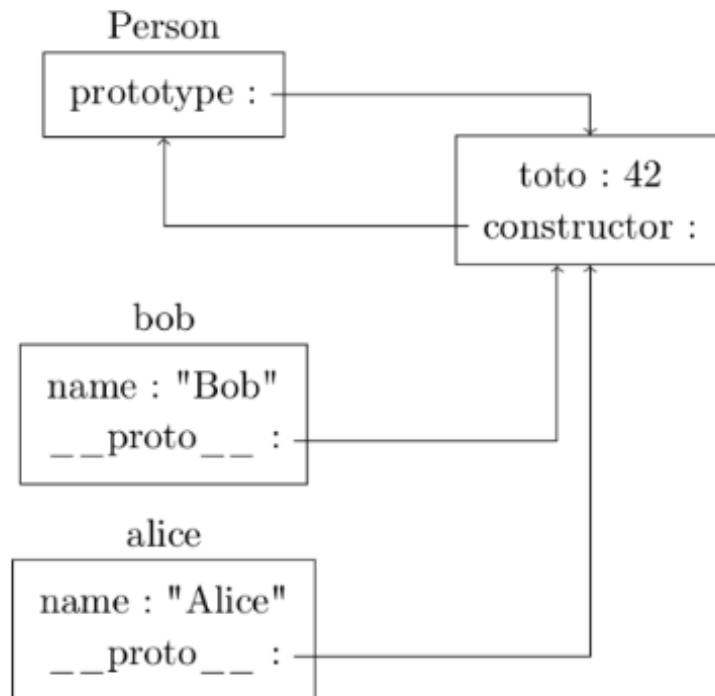 Person
prototype :
toto : 42
constructor :
bob
name : "Bob"
__proto__ :
alice
name : "Alice"
__proto__ :